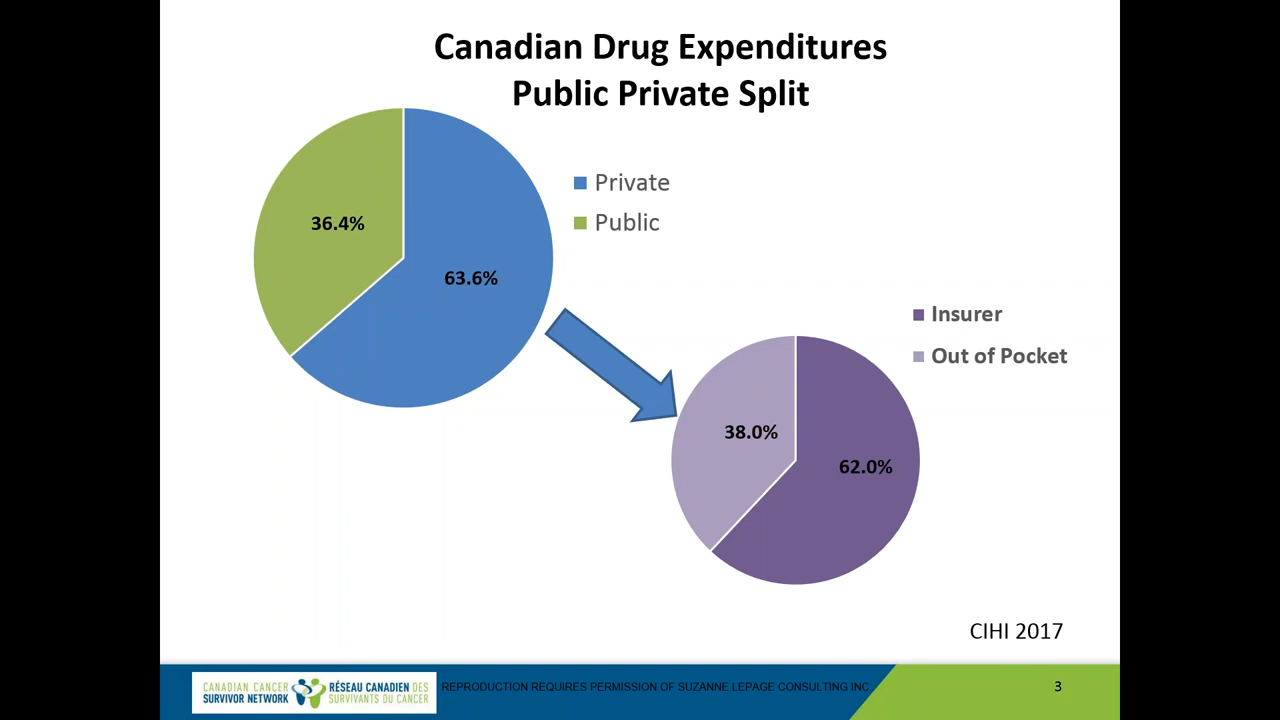 Canadian Drug Expenditures
Public Private Split
Private
Public
36.4%
63.6%
Insurer
Out of Pocket
38.0%
62.0%
CIHI 2017
CANADIAN CANCER
SURVIVOR NETWORK
RÉSEAU CANADIEN DES
SURVIVANTS DU CANCER
REPRODUCTION REQUIRES PERMISSION OF SUZANNE LEPAGE CONSULTING INC.
3